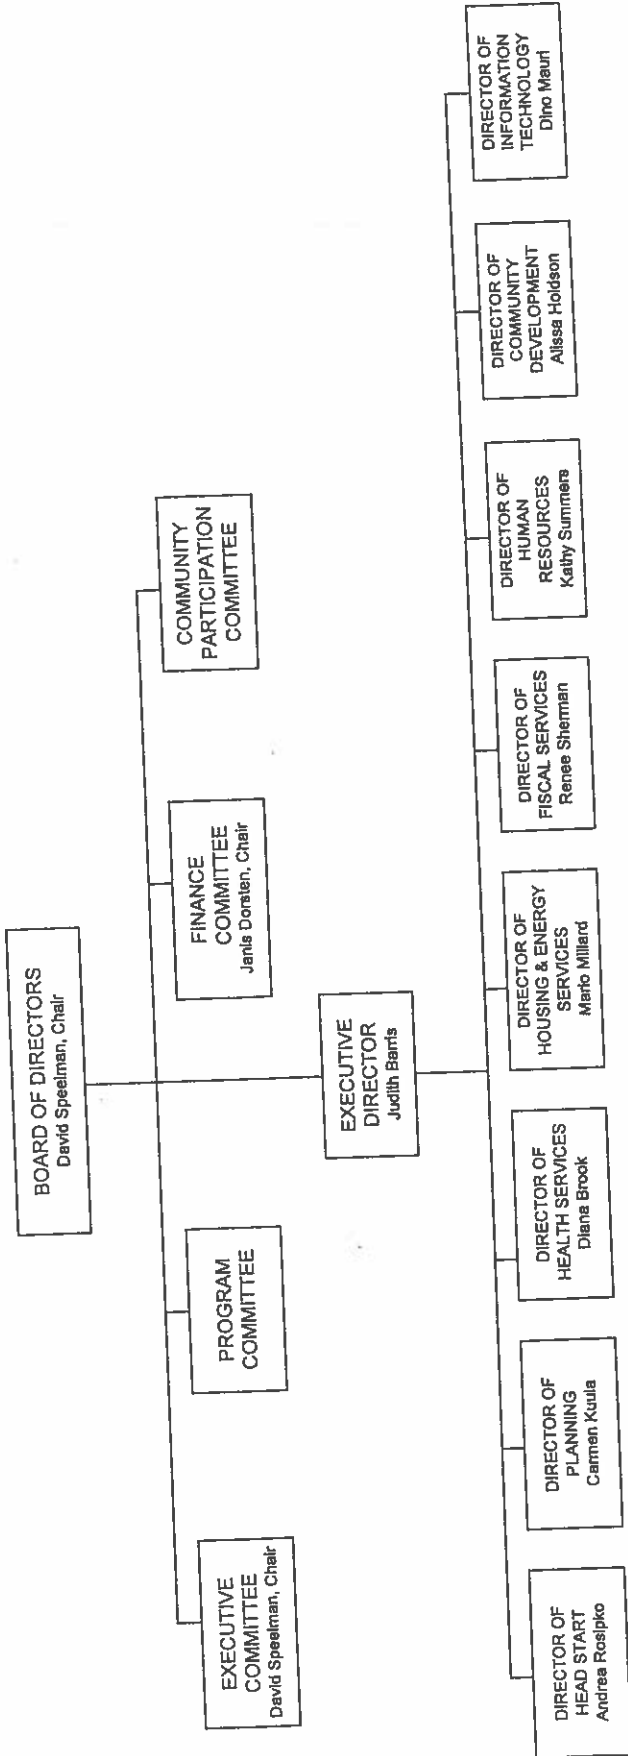 BOARD OF DIRECTORS
David Speelman, Chair
EXECUTIVE
COMMITTEE
David Speelman, Chair
PROGRAM
COMMITTEE
FINANCE
COMMITTEE
Janis Dorsten, Chair
COMMUNITY
PARTICIPATION
COMMITTEE
EXECUTIVE
DIRECTOR
Judith Barris
DIRECTOR OF
HEAD START
Andrea Rosipko
DIRECTOR OF
PLANNING
Carmen Kuula
DIRECTOR OF
HEALTH SERVICES
Diana Brook
DIRECTOR OF
HOUSING & ENERGY
SERVICES
Mario Millard
DIRECTOR OF
FISCAL SERVICES
Renee Sherman
DIRECTOR OF
HUMAN
RESOURCES
Kathy Summers
DIRECTOR OF
COMMUNITY
DEVELOPMENT
Alissa Holdson
DIRECTOR OF
INFORMATION
TECHNOLOGY
Dino Mauri